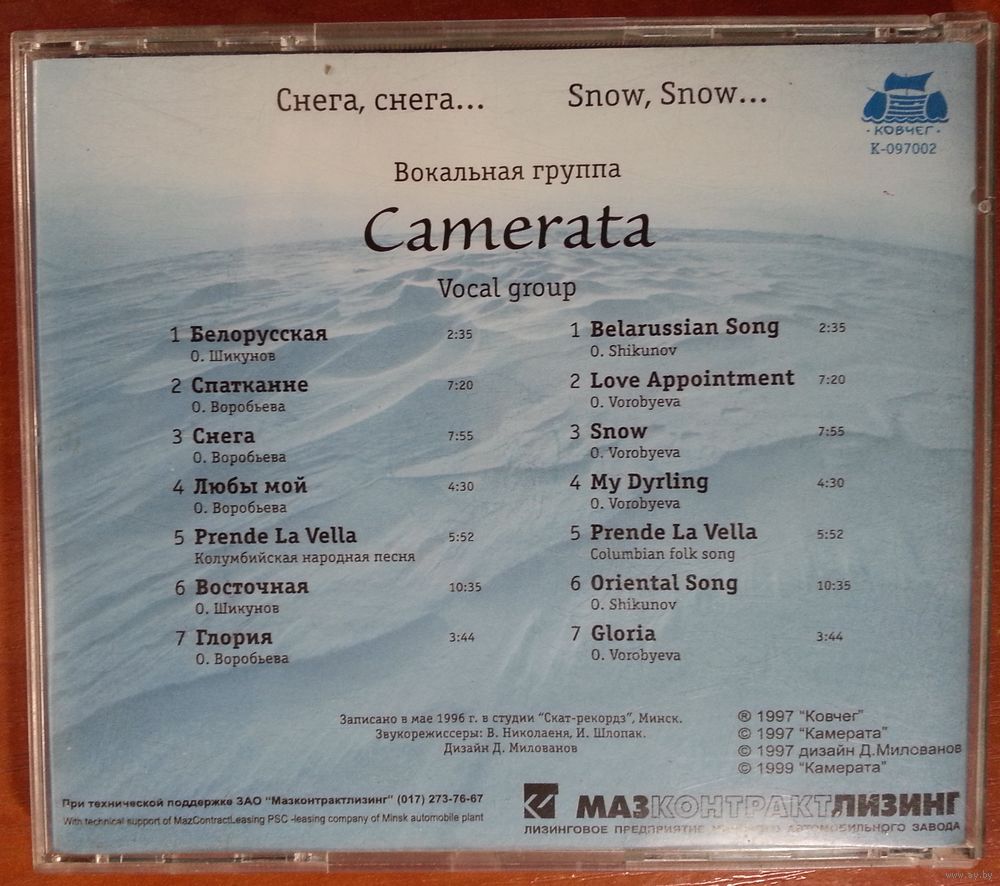 Снега, снега...
Snow, Snow...
· КОВЧЕГ ·
К-097002
Вокальная группа
Camerata
Vocal group
1 Белорусская 2:35
О. Шикунов
2 Спатканне 7:20
О. Воробьева
3 Снега 7:55
О. Воробьева
4 Любы мой 4:30
О. Воробьева
5 Prende La Vella 5:52
Колумбийская народная песня
6 Восточная 10:35
О. Шикунов
7 Глория 3:44
О. Воробьева
1 Belarussian Song 2:35
O. Shikunov
2 Love Appointment 7:20
O. Vorobyeva
3 Snow 7:55
O. Vorobyeva
4 My Dyrling 4:30
O. Vorobyeva
5 Prende La Vella 5:52
Columbian folk song
6 Oriental Song 10:35
O. Shikunov
7 Gloria 3:44
O. Vorobyeva
Записано в мае 1996 г. в студии "Скат-рекордз", Минск.
Звукорежиссеры: В. Николаеня, И. Шлопак.
Дизайн Д. Милованов
® 1997 "Ковчег"
© 1997 "Камерата"
© 1997 дизайн Д.Милованов
© 1999 "Камерата"
При технической поддержке ЗАО "Мазконтрактлизинг" (017) 273-76-67
With technical support of MazContractLeasing PSC -leasing company of Minsk automobile plant
МАЗКОНТРАКТЛИЗИНГ
ЛИЗИНГОВОЕ ПРЕДПРИЯТИЕ АВТОМОБИЛЬНОГО ЗАВОДА
www.ay.by